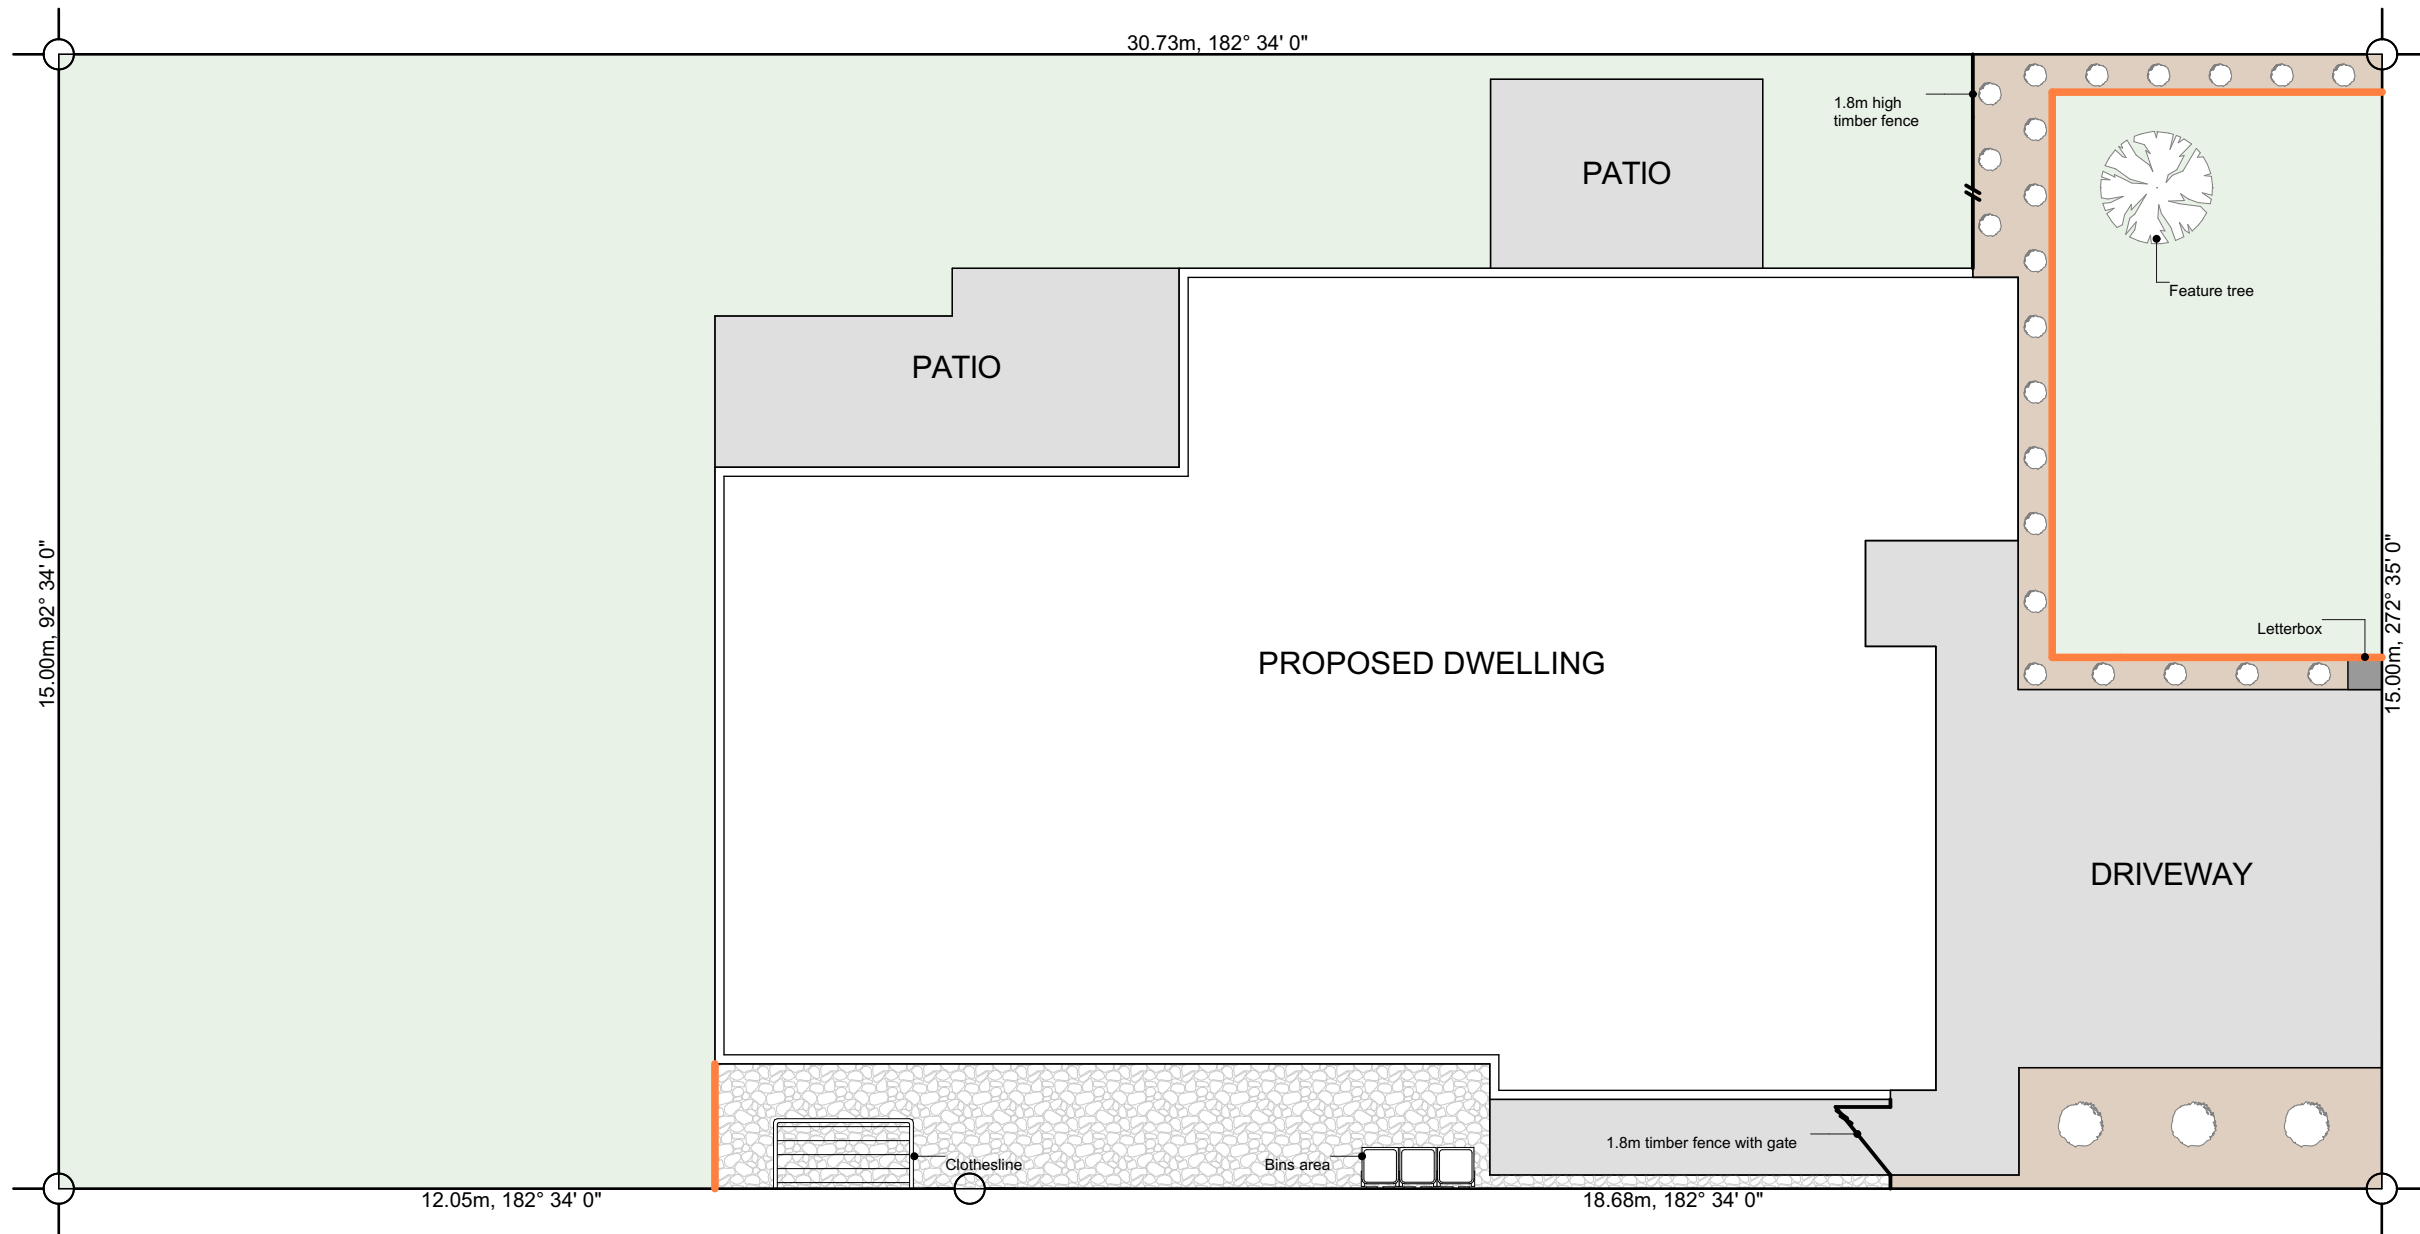 30.73m, 182° 34' 0"
1.8m high
timber fence
PATIO
Feature tree
PATIO
15.00m, 92° 34' 0"
15.00m, 272° 35' 0"
Letterbox
PROPOSED DWELLING
DRIVEWAY
1.8m timber fence with gate
Clothesline
Bins area
12.05m, 182° 34' 0"
18.68m, 182° 34' 0"